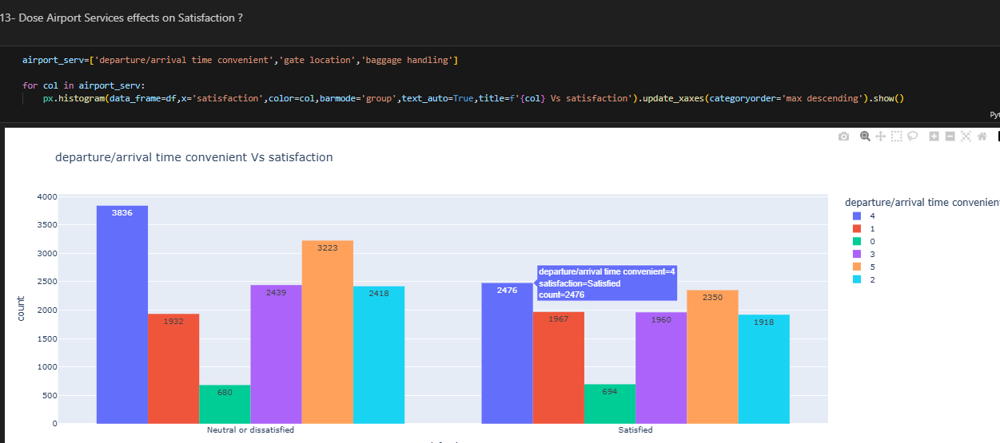 13- Dose Airport Services effects on Satisfaction ?
airport_serv=['departure/arrival time convenient','gate location','baggage handling']
for col in airport_serv:
px.histogram(data_frame=df,x='satisfaction',color=col,barmode='group',text_auto=True,title=f'{col} Vs satisfaction').update_xaxes(categoryorder='max descending').show()
departure/arrival time convenient Vs satisfaction
departure/arrival time convenient
4
1
0
3
5
2
count
4000
3500
3000
2500
2000
1500
1000
500
0
3836
1932
680
2439
3223
2418
2476
1967
694
1960
2350
1918
departure/arrival time convenient=4
satisfaction=Satisfied
count=2476
Neutral or dissatisfied
Satisfied